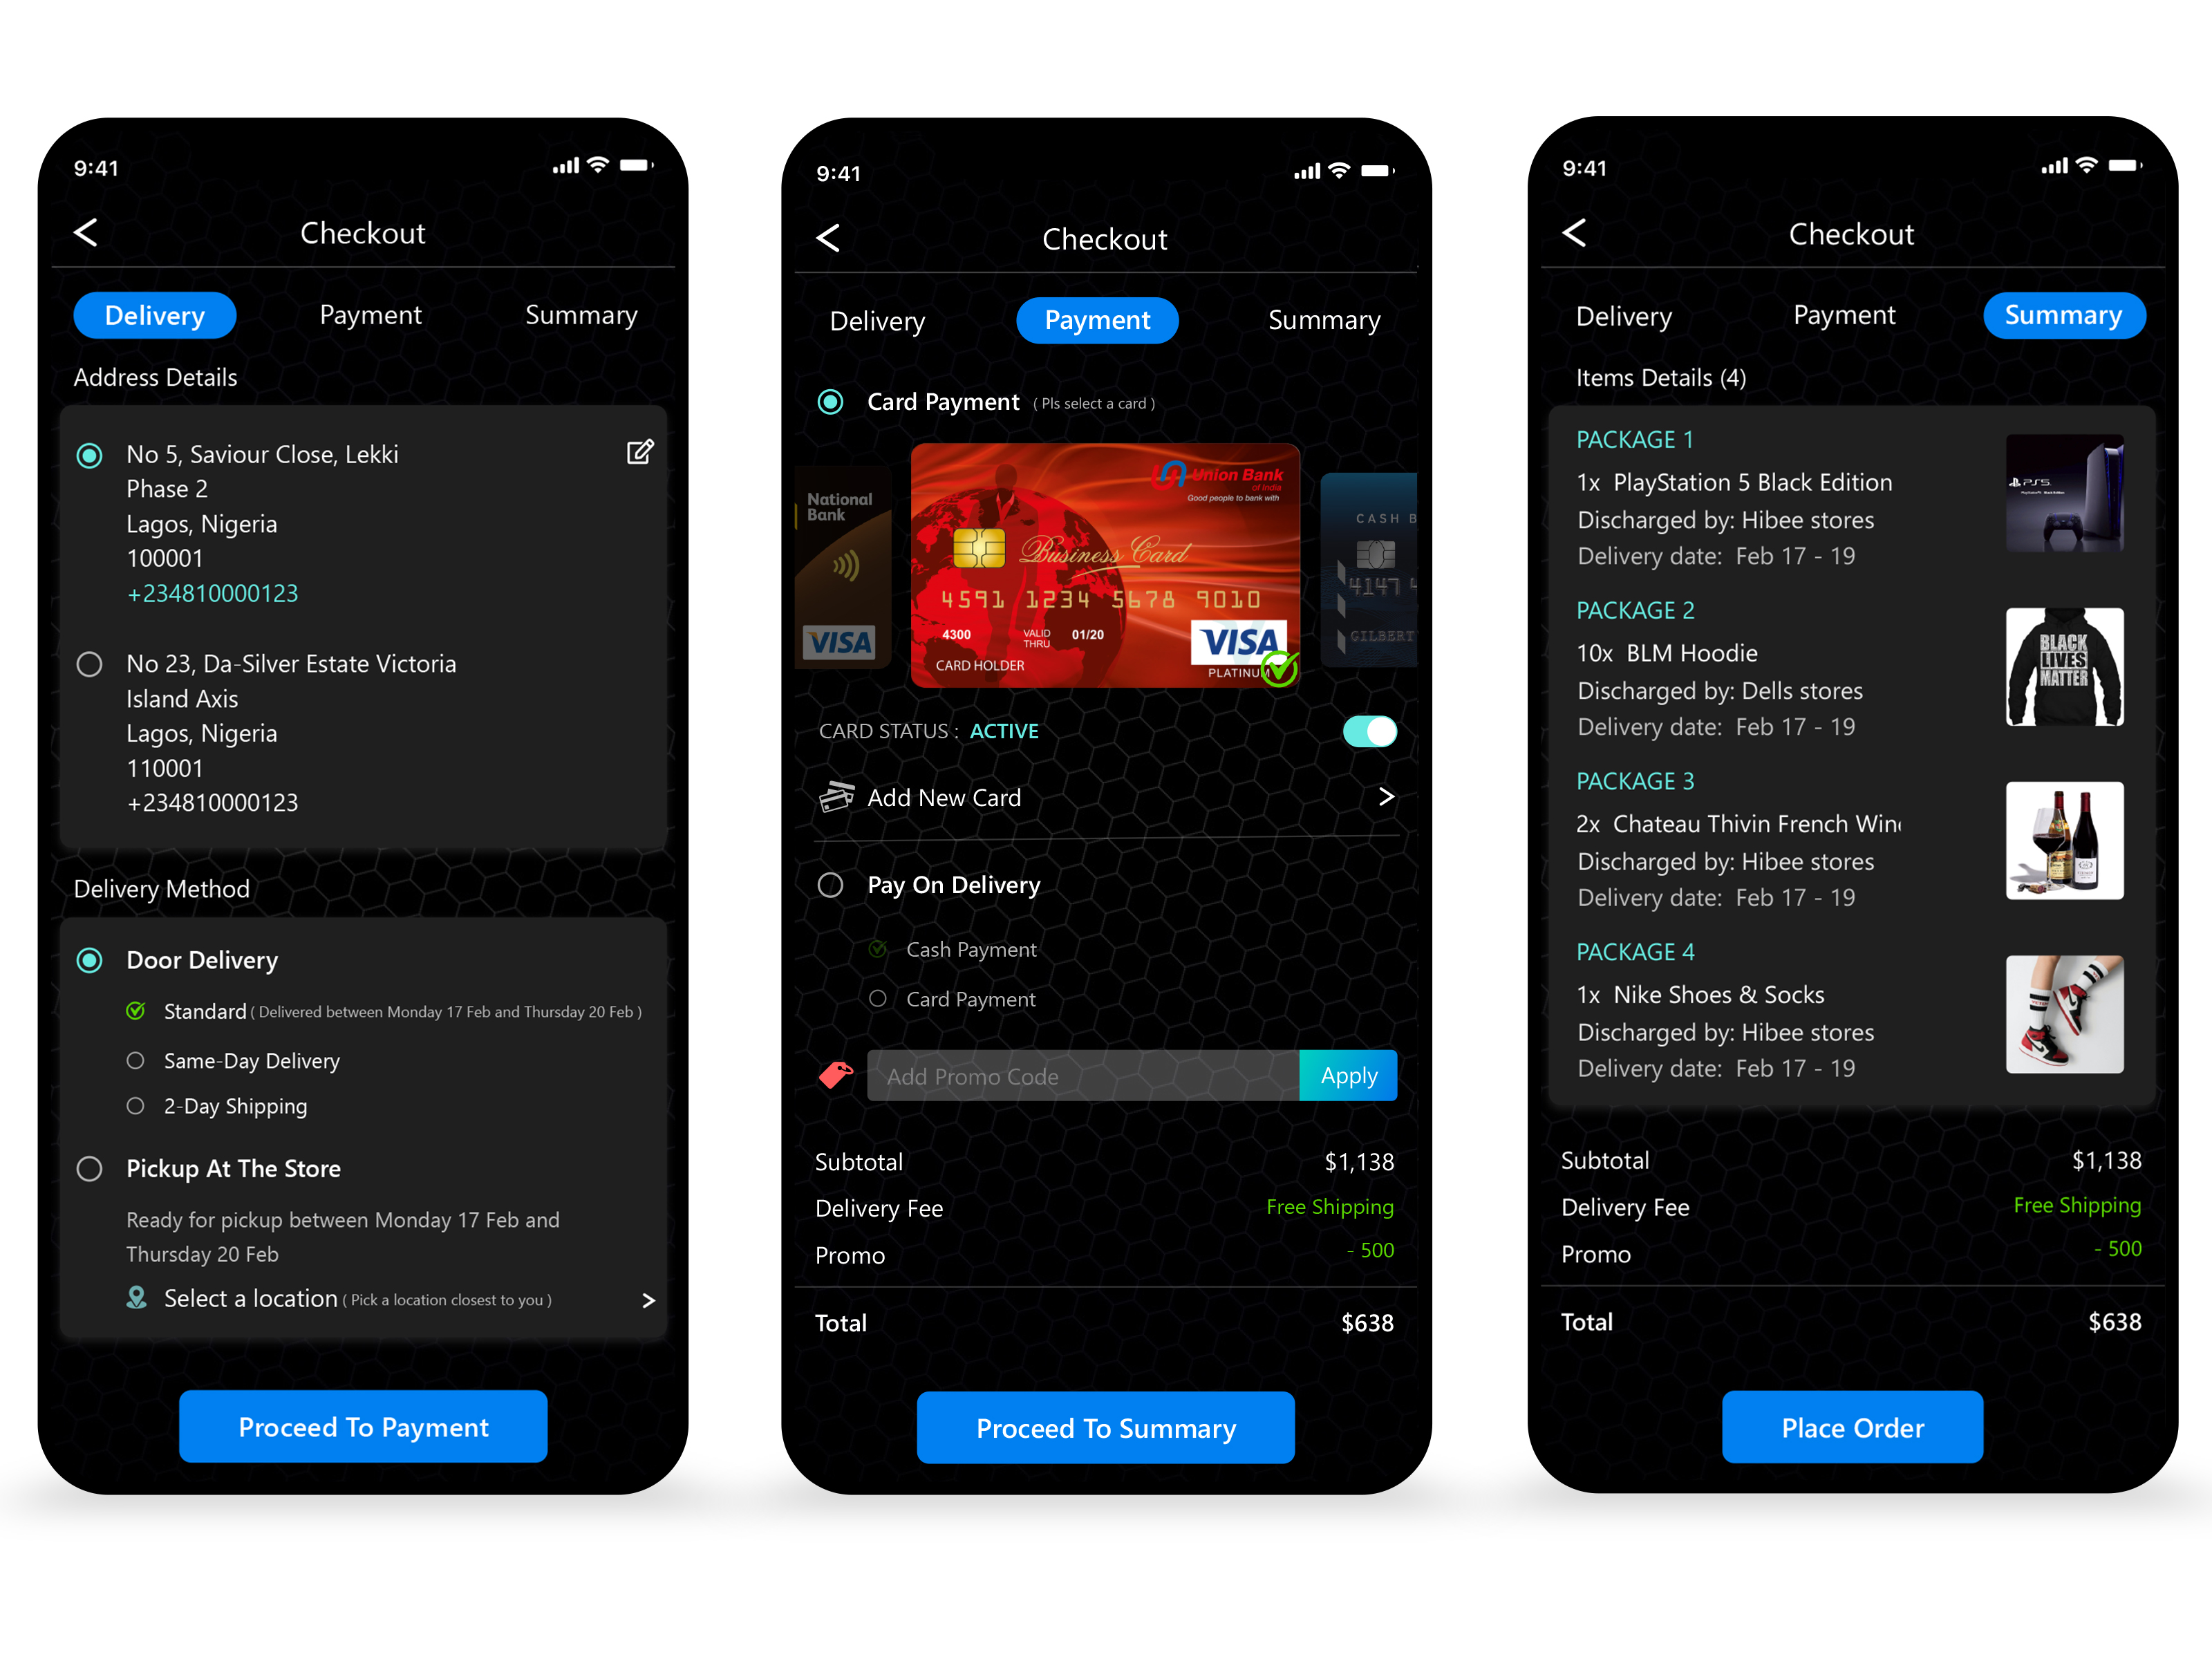 9:41
Checkout
Delivery Payment Summary
Address Details
No 5, Saviour Close, Lekki
Phase 2
Lagos, Nigeria
100001
+234810000123
No 23, Da-Silver Estate Victoria
Island Axis
Lagos, Nigeria
110001
+234810000123
Delivery Method
Door Delivery
Standard ( Delivered between Monday 17 Feb and Thursday 20 Feb )
Same-Day Delivery
2-Day Shipping
Pickup At The Store
Ready for pickup between Monday 17 Feb and
Thursday 20 Feb
Select a location ( Pick a location closest to you )
Proceed To Payment
9:41
Checkout
Delivery Payment Summary
Card Payment ( Pls select a card )
National
Bank
VISA
Union Bank
of India
Good people to bank with
Business Card
4591 1234 5678 9010
4300 VALID THRU 01/20
CARD HOLDER
VISA
PLATINUM
CASH B
4147 4
GILBERT
CARD STATUS : ACTIVE
Add New Card
Pay On Delivery
Cash Payment
Card Payment
Add Promo Code Apply
Subtotal $1,138
Delivery Fee Free Shipping
Promo - 500
Total $638
Proceed To Summary
9:41
Checkout
Delivery Payment Summary
Items Details (4)
PACKAGE 1
1x PlayStation 5 Black Edition
Discharged by: Hibee stores
Delivery date: Feb 17 - 19
PS5
PACKAGE 2
10x BLM Hoodie
Discharged by: Dells stores
Delivery date: Feb 17 - 19
BLACK
LIVES
MATTER
PACKAGE 3
2x Chateau Thivin French Win
Discharged by: Hibee stores
Delivery date: Feb 17 - 19
PACKAGE 4
1x Nike Shoes & Socks
Discharged by: Hibee stores
Delivery date: Feb 17 - 19
Subtotal $1,138
Delivery Fee Free Shipping
Promo - 500
Total $638
Place Order